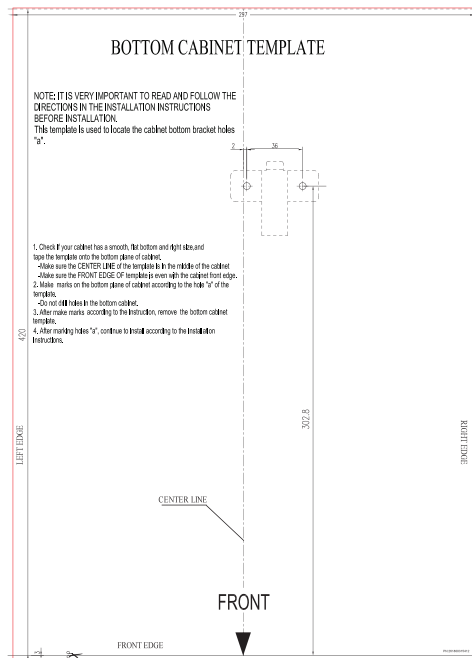 297
BOTTOM CABINET TEMPLATE
NOTE: IT IS VERY IMPORTANT TO READ AND FOLLOW THE
DIRECTIONS IN THE INSTALLATION INSTRUCTIONS
BEFORE INSTALLATION.
This template is used to locate the cabinet bottom bracket holes
"a".
2
36
1. Check if your cabinet has a smooth, flat bottom and right size,and
tape the template onto the bottom plane of cabinet.
-Make sure the CENTER LINE of the template is in the middle of the cabinet
-Make sure the FRONT EDGE OF template is even with the cabinet front edge.
2. Make marks on the bottom plane of cabinet according to the hole "a" of the
template.
-Do not drill holes in the bottom cabinet.
3. After make marks according to the instruction, remove the bottom cabinet
template.
4. After marking holes "a", continue to install according to the installation
instructions.
420
302.8
LEFT EDGE
RIGHT EDGE
CENTER LINE
FRONT
FRONT EDGE